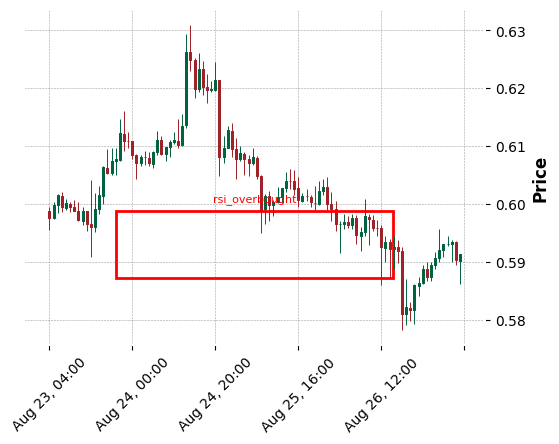 0.63
0.62
0.61
0.60
0.59
0.58
Price
rsi_overbought
Aug 23, 04:00
Aug 24, 00:00
Aug 24, 20:00
Aug 25, 16:00
Aug 26, 12:00